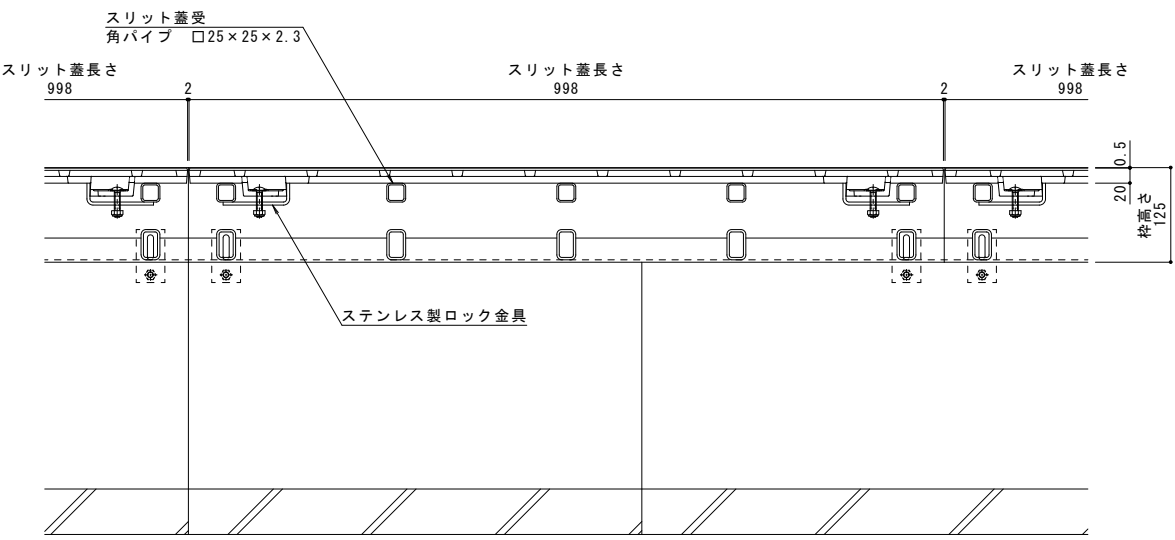 スリット蓋受
角パイプ □25×25×2.3
スリット蓋長さ
998
2
スリット蓋長さ
998
2
スリット蓋長さ
998
0.5
20
枠高さ
125
ステンレス製ロック金具